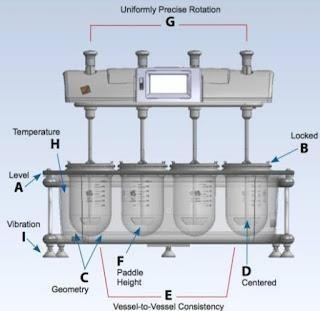 Uniformly Precise Rotation
G
Temperature
H
Locked
B
Level
A
Vibration
I
C
Geometry
F
Paddle
Height
D
Centered
E
Vessel-to-Vessel Consistency